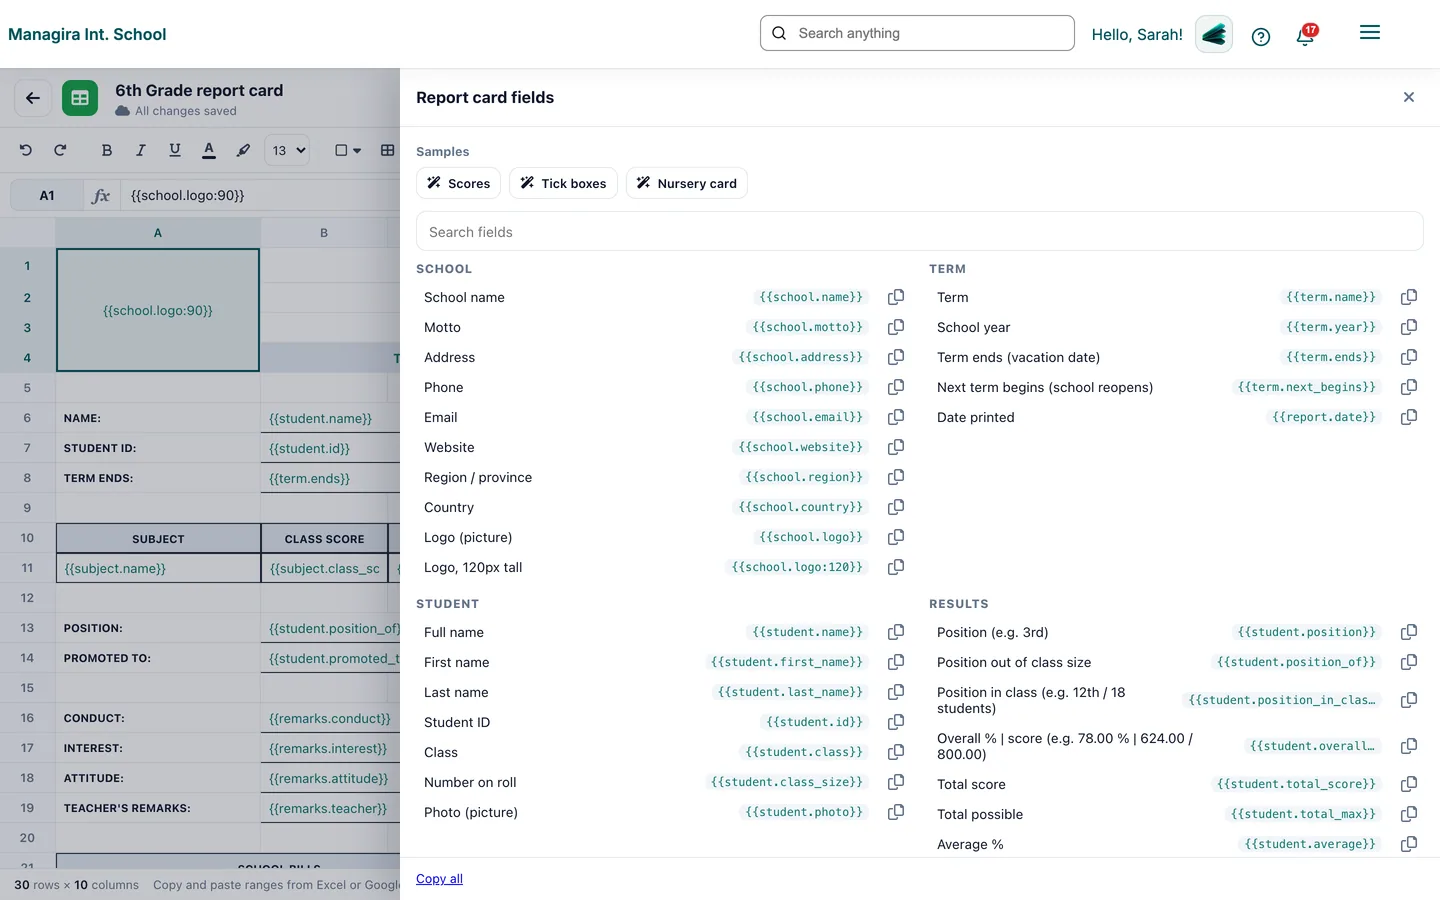 Managira Int. School
Search anything
Hello, Sarah!
17
6th Grade report card
All changes saved
B I U A 13
A1 fx {{school.logo:90}}
A B
1
2
3
4 T
5
6 NAME: {{student.name}}
7 STUDENT ID: {{student.id}}
8 TERM ENDS: {{term.ends}}
9
10 SUBJECT CLASS SCORE
11 {{subject.name}} {{subject.class_sc {
12
13 POSITION: {{student.position_of}
14 PROMOTED TO: {{student.promoted_t
15
16 CONDUCT: {{remarks.conduct}}
17 INTEREST: {{remarks.interest}}
18 ATTITUDE: {{remarks.attitude}}
19 TEACHER'S REMARKS: {{remarks.teacher}}
20
21 SCHOOL BILLS
{{school.logo:90}}
30 rows × 10 columns Copy and paste ranges from Excel or Googl
Report card fields
Samples
Scores Tick boxes Nursery card
Search fields
SCHOOL
School name {{school.name}}
Motto {{school.motto}}
Address {{school.address}}
Phone {{school.phone}}
Email {{school.email}}
Website {{school.website}}
Region / province {{school.region}}
Country {{school.country}}
Logo (picture) {{school.logo}}
Logo, 120px tall {{school.logo:120}}
TERM
Term {{term.name}}
School year {{term.year}}
Term ends (vacation date) {{term.ends}}
Next term begins (school reopens) {{term.next_begins}}
Date printed {{report.date}}
STUDENT
Full name {{student.name}}
First name {{student.first_name}}
Last name {{student.last_name}}
Student ID {{student.id}}
Class {{student.class}}
Number on roll {{student.class_size}}
Photo (picture) {{student.photo}}
RESULTS
Position (e.g. 3rd) {{student.position}}
Position out of class size {{student.position_of}}
Position in class (e.g. 12th / 18
students) {{student.position_in_clas…
Overall % | score (e.g. 78.00 % | 624.00 /
800.00) {{student.overall…
Total score {{student.total_score}}
Total possible {{student.total_max}}
Average % {{student.average}}
Copy all